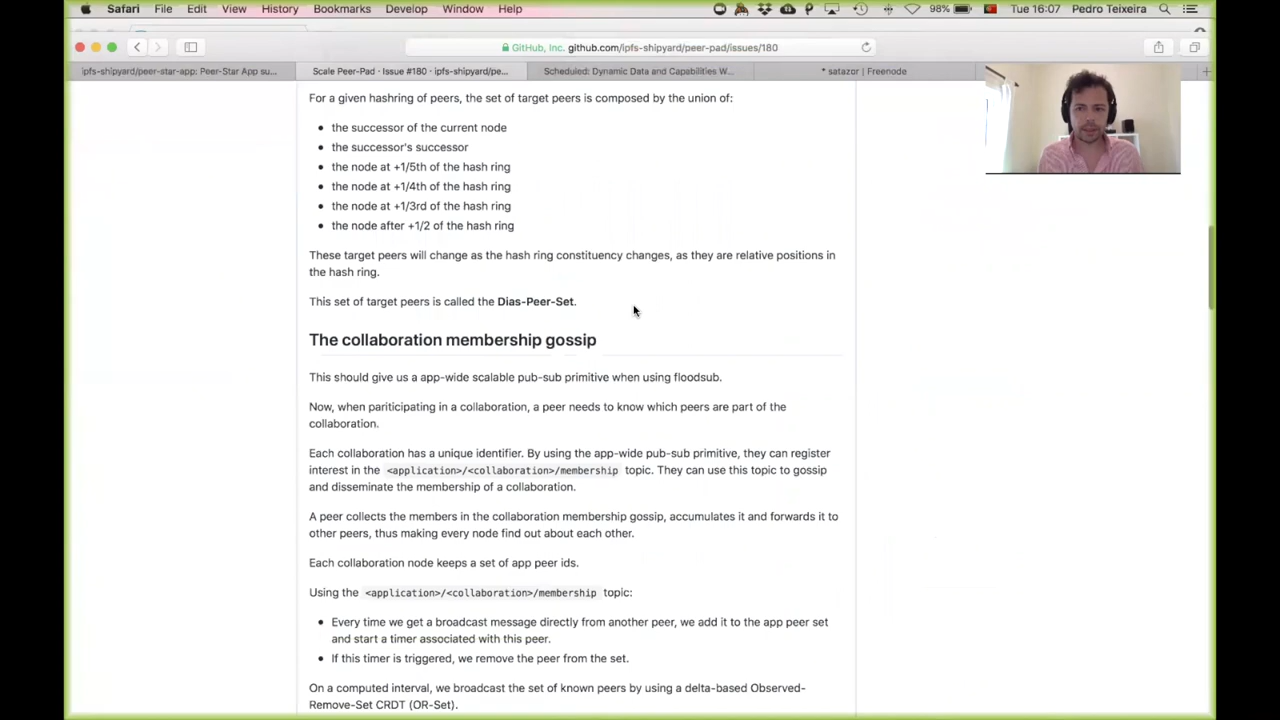 Safari File Edit View History Bookmarks Develop Window Help 98% Tue 16:07 Pedro Teixeira
GitHub, Inc. github.com/ipfs-shipyard/peer-pad/issues/180
ipfs-shipyard/peer-star-app: Peer-Star App su... Scale Peer-Pad · Issue #180 · ipfs-shipyard/pe... Scheduled: Dynamic Data and Capabilities W... * satazor | Freenode
For a given hashring of peers, the set of target peers is composed by the union of:
• the successor of the current node
• the successor's successor
• the node at +1/5th of the hash ring
• the node at +1/4th of the hash ring
• the node at +1/3rd of the hash ring
• the node after +1/2 of the hash ring
These target peers will change as the hash ring constituency changes, as they are relative positions in
the hash ring.
This set of target peers is called the Dias-Peer-Set.
The collaboration membership gossip
This should give us a app-wide scalable pub-sub primitive when using floodsub.
Now, when pariticipating in a collaboration, a peer needs to know which peers are part of the
collaboration.
Each collaboration has a unique identifier. By using the app-wide pub-sub primitive, they can register
interest in the <application>/<collaboration>/membership topic. They can use this topic to gossip
and disseminate the membership of a collaboration.
A peer collects the members in the collaboration membership gossip, accumulates it and forwards it to
other peers, thus making every node find out about each other.
Each collaboration node keeps a set of app peer ids.
Using the <application>/<collaboration>/membership topic:
• Every time we get a broadcast message directly from another peer, we add it to the app peer set
and start a timer associated with this peer.
• If this timer is triggered, we remove the peer from the set.
On a computed interval, we broadcast the set of known peers by using a delta-based Observed-
Remove-Set CRDT (OR-Set).